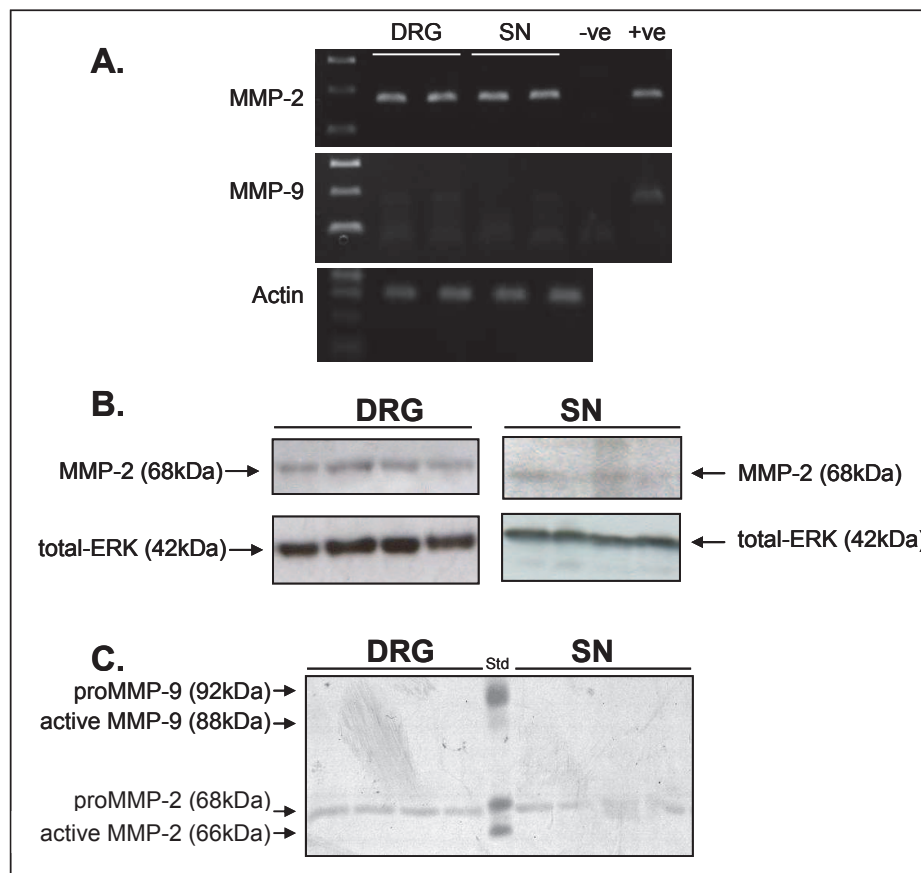 A.
DRG SN -ve +ve
MMP-2
MMP-9
Actin
B.
DRG SN
MMP-2 (68kDa) MMP-2 (68kDa)
total-ERK (42kDa) total-ERK (42kDa)
C.
DRG Std SN
proMMP-9 (92kDa)
active MMP-9 (88kDa)
proMMP-2 (68kDa)
active MMP-2 (66kDa)